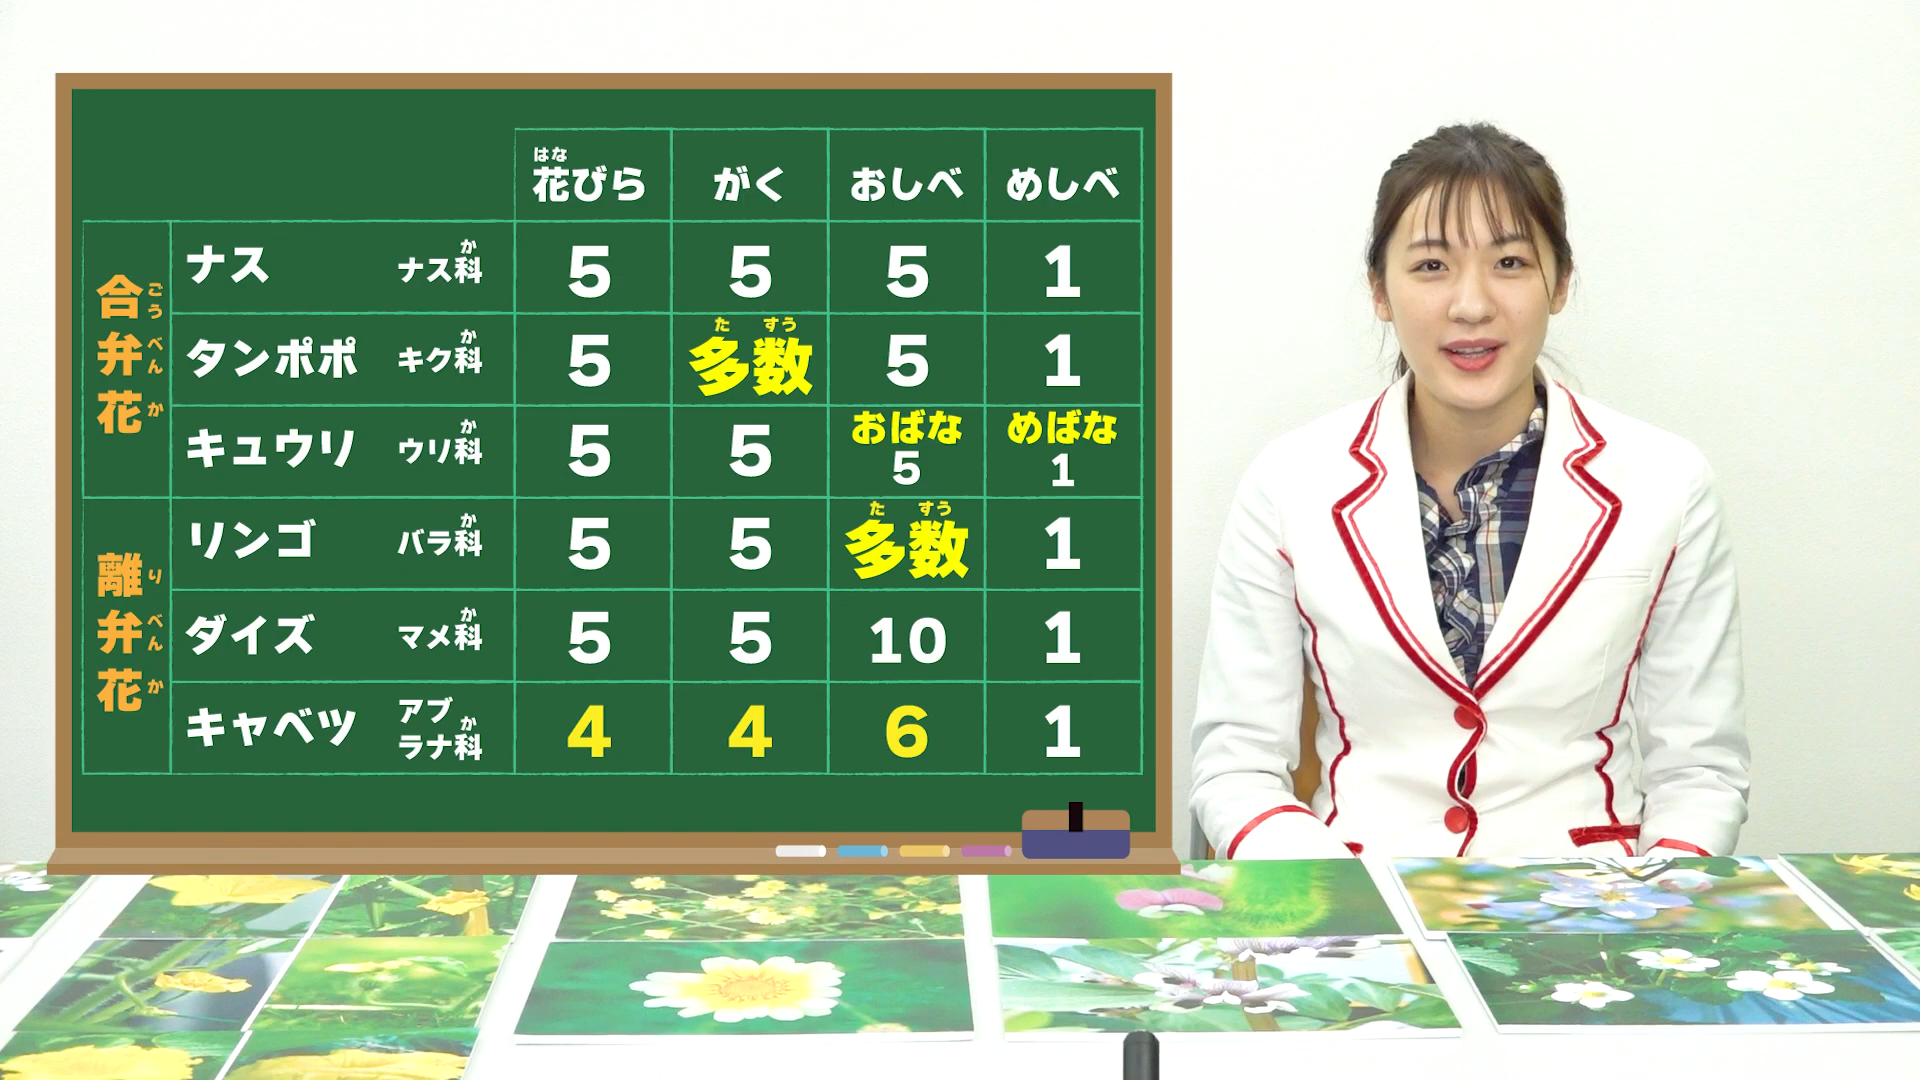 はな
花びら がく おしべ めしべ
合弁花 ごうべんか
ナス ナス科 か 5 5 5 1
タンポポ キク科 か 5 多数 たすう 5 1
キュウリ ウリ科 か 5 5 おばな 5 めばな 1
離弁花 りべんか
リンゴ バラ科 か 5 5 多数 たすう 1
ダイズ マメ科 か 5 5 10 1
キャベツ アブラナ科 か 4 4 6 1